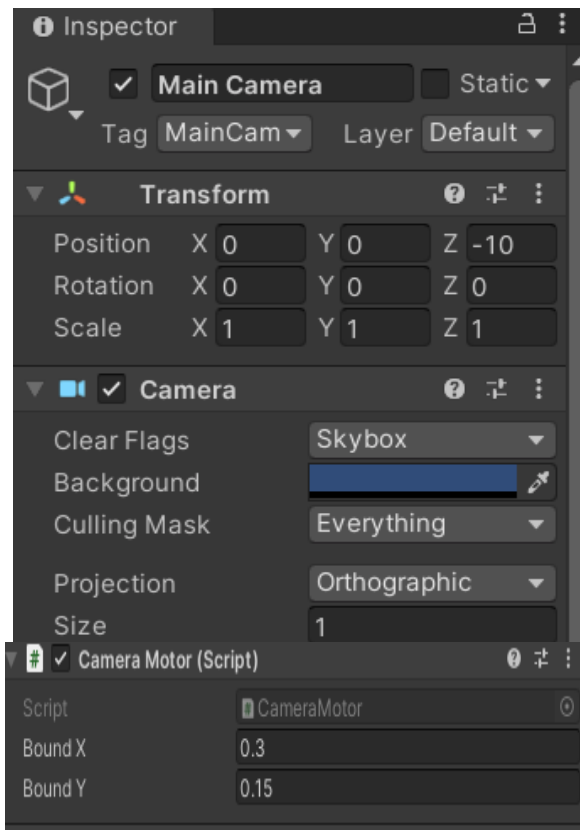 Inspector
Main Camera Static
Tag MainCam Layer Default
Transform
Position X 0 Y 0 Z -10
Rotation X 0 Y 0 Z 0
Scale X 1 Y 1 Z 1
Camera
Clear Flags Skybox
Background
Culling Mask Everything
Projection Orthographic
Size 1
# Camera Motor (Script)
Script # CameraMotor
Bound X 0.3
Bound Y 0.15